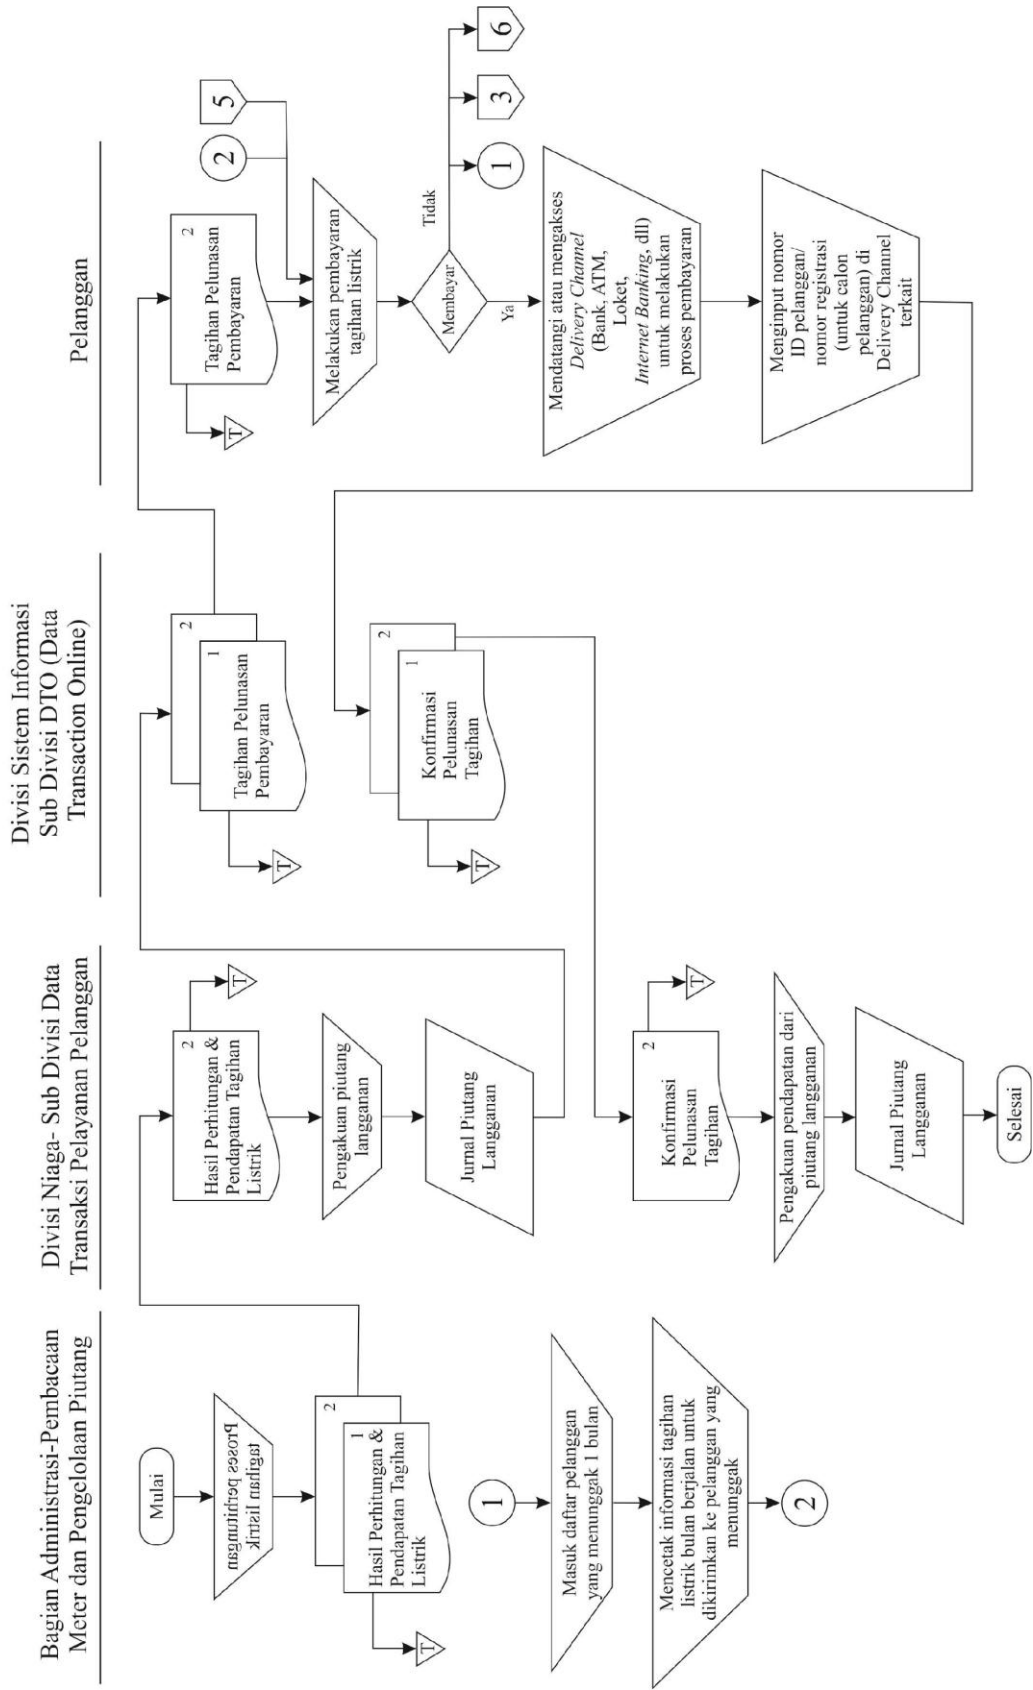 Bagian Administrasi-Pembacaan
Meter dan Pengelolaan Piutang
Mulai
Proses perhitungan
tagihan listrik
2
1
Hasil Perhitungan &
Pendapatan Tagihan
Listrik
T
1
Masuk daftar pelanggan
yang menunggak 1 bulan
Mencetak informasi tagihan
listrik bulan berjalan untuk
dikirimkan ke pelanggan yang
menunggak
2
Divisi Niaga- Sub Divisi Data
Transaksi Pelayanan Pelanggan
2
Hasil Perhitungan &
Pendapatan Tagihan
Listrik
T
Pengakuan piutang
langganan
Jurnal Piutang
Langganan
2
Konfirmasi
Pelunasan
Tagihan
T
Pengakuan pendapatan dari
piutang langganan
Jurnal Piutang
Langganan
Selesai
Divisi Sistem Informasi
Sub Divisi DTO (Data
Transaction Online)
2
1
Tagihan Pelunasan
Pembayaran
T
2
1
Konfirmasi
Pelunasan
Tagihan
T
Pelanggan
2
Tagihan Pelunasan
Pembayaran
T
2
5
Melakukan pembayaran
tagihan listrik
Membayar
Tidak
Ya
1
3
6
Mendatangi atau mengakses
Delivery Channel
(Bank, ATM,
Loket,
Internet Banking, dll)
untuk melakukan
proses pembayaran
Menginput nomor
ID pelanggan/
nomor registrasi
(untuk calon
pelanggan) di
Delivery Channel
terkait